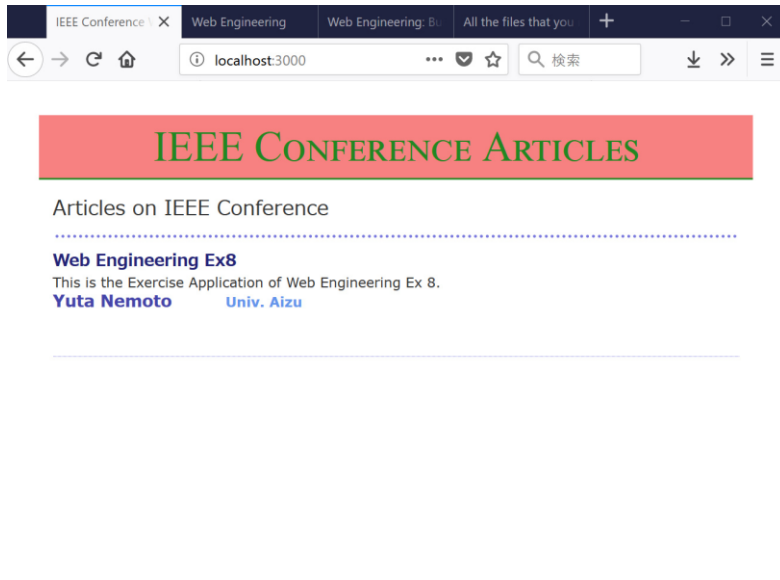 IEEE Conference Web Engineering Web Engineering: Bu All the files that you
localhost:3000 検索
IEEE CONFERENCE ARTICLES
Articles on IEEE Conference
Web Engineering Ex8
This is the Exercise Application of Web Engineering Ex 8.
Yuta Nemoto Univ. Aizu